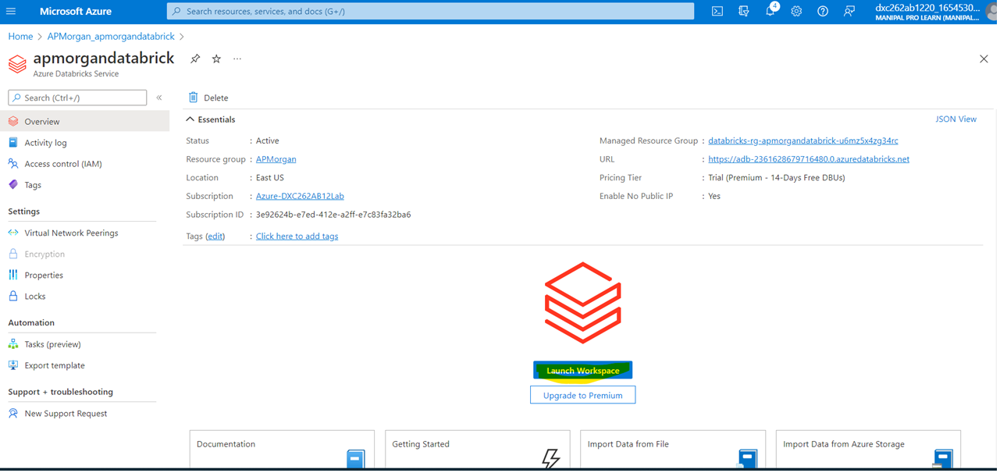 Microsoft Azure
Search resources, services, and docs (G+/)
4
dxc262ab1220_1654530...
MANIPAL PRO LEARN (MANIPAL...
Home > APMorgan_apmorgandatabrick >
apmorgandatabrick
...
Azure Databricks Service
Search (Ctrl+/)
«
Overview
Activity log
Access control (IAM)
Tags
Settings
Virtual Network Peerings
Encryption
Properties
Locks
Automation
Tasks (preview)
Export template
Support + troubleshooting
New Support Request
Delete
Essentials
JSON View
Status : Active
Resource group : APMorgan
Location : East US
Subscription : Azure-DXC262AB12Lab
Subscription ID : 3e92624b-e7ed-412e-a2ff-e7c83fa32ba6
Tags (edit) : Click here to add tags
Managed Resource Group : databricks-rg-apmorgandatabrick-u6mz5x4zg34rc
URL : https://adb-2361628679716480.0.azuredatabricks.net
Pricing Tier : Trial (Premium - 14-Days Free DBUs)
Enable No Public IP : Yes
Launch Workspace
Upgrade to Premium
Documentation
Getting Started
Import Data from File
Import Data from Azure Storage